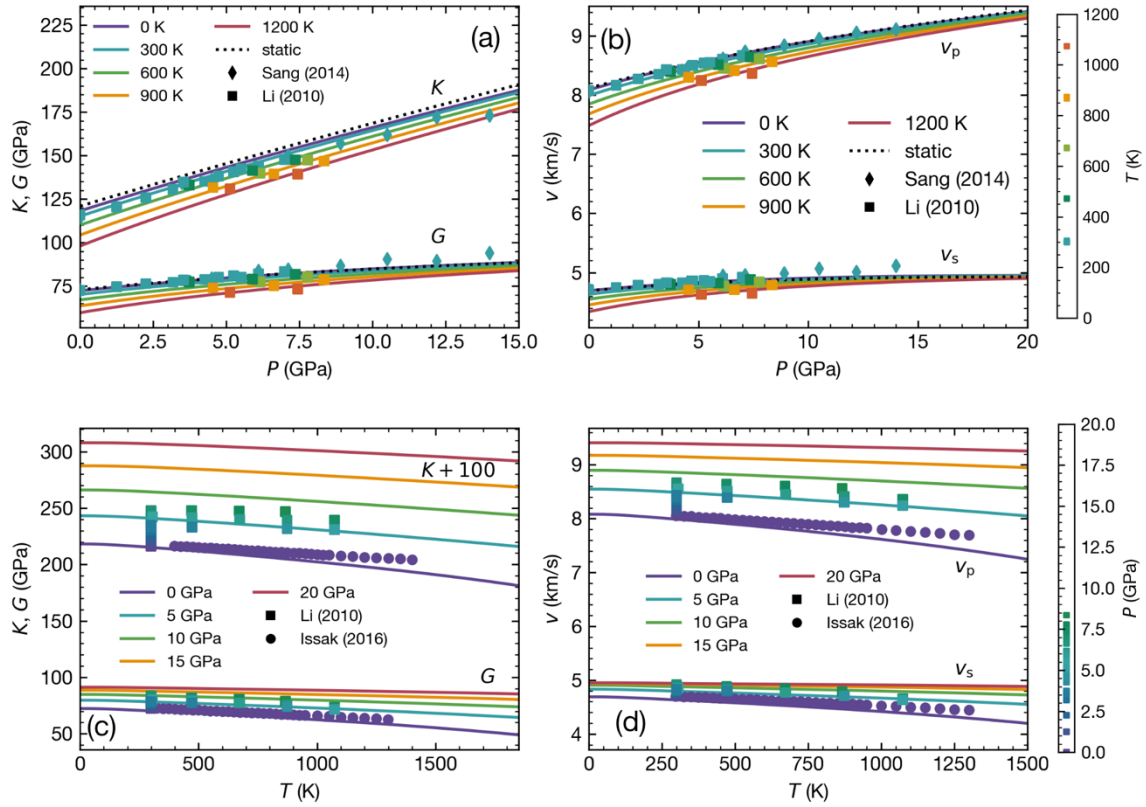 (a)
0 K
300 K
600 K
900 K
1200 K
static
Sang (2014)
Li (2010)
K
G
K, G (GPa)
225
200
175
150
125
100
75
0.0 2.5 5.0 7.5 10.0 12.5 15.0
P (GPa)
(b)
vp
0 K
300 K
600 K
900 K
1200 K
static
Sang (2014)
Li (2010)
vs
v (km/s)
9
8
7
6
5
4
0 5 10 15 20
P (GPa)
1200
1000
800
600
400
200
0
T (K)
K + 100
0 GPa
5 GPa
10 GPa
15 GPa
20 GPa
Li (2010)
Issak (2016)
G
(c)
K, G (GPa)
300
250
200
150
100
50
0 500 1000 1500
T (K)
vp
0 GPa
5 GPa
10 GPa
15 GPa
20 GPa
Li (2010)
Issak (2016)
vs
(d)
v (km/s)
9
8
7
6
5
4
0 250 500 750 1000 1250 1500
T (K)
20.0
17.5
15.0
12.5
10.0
7.5
5.0
2.5
0.0
P (GPa)